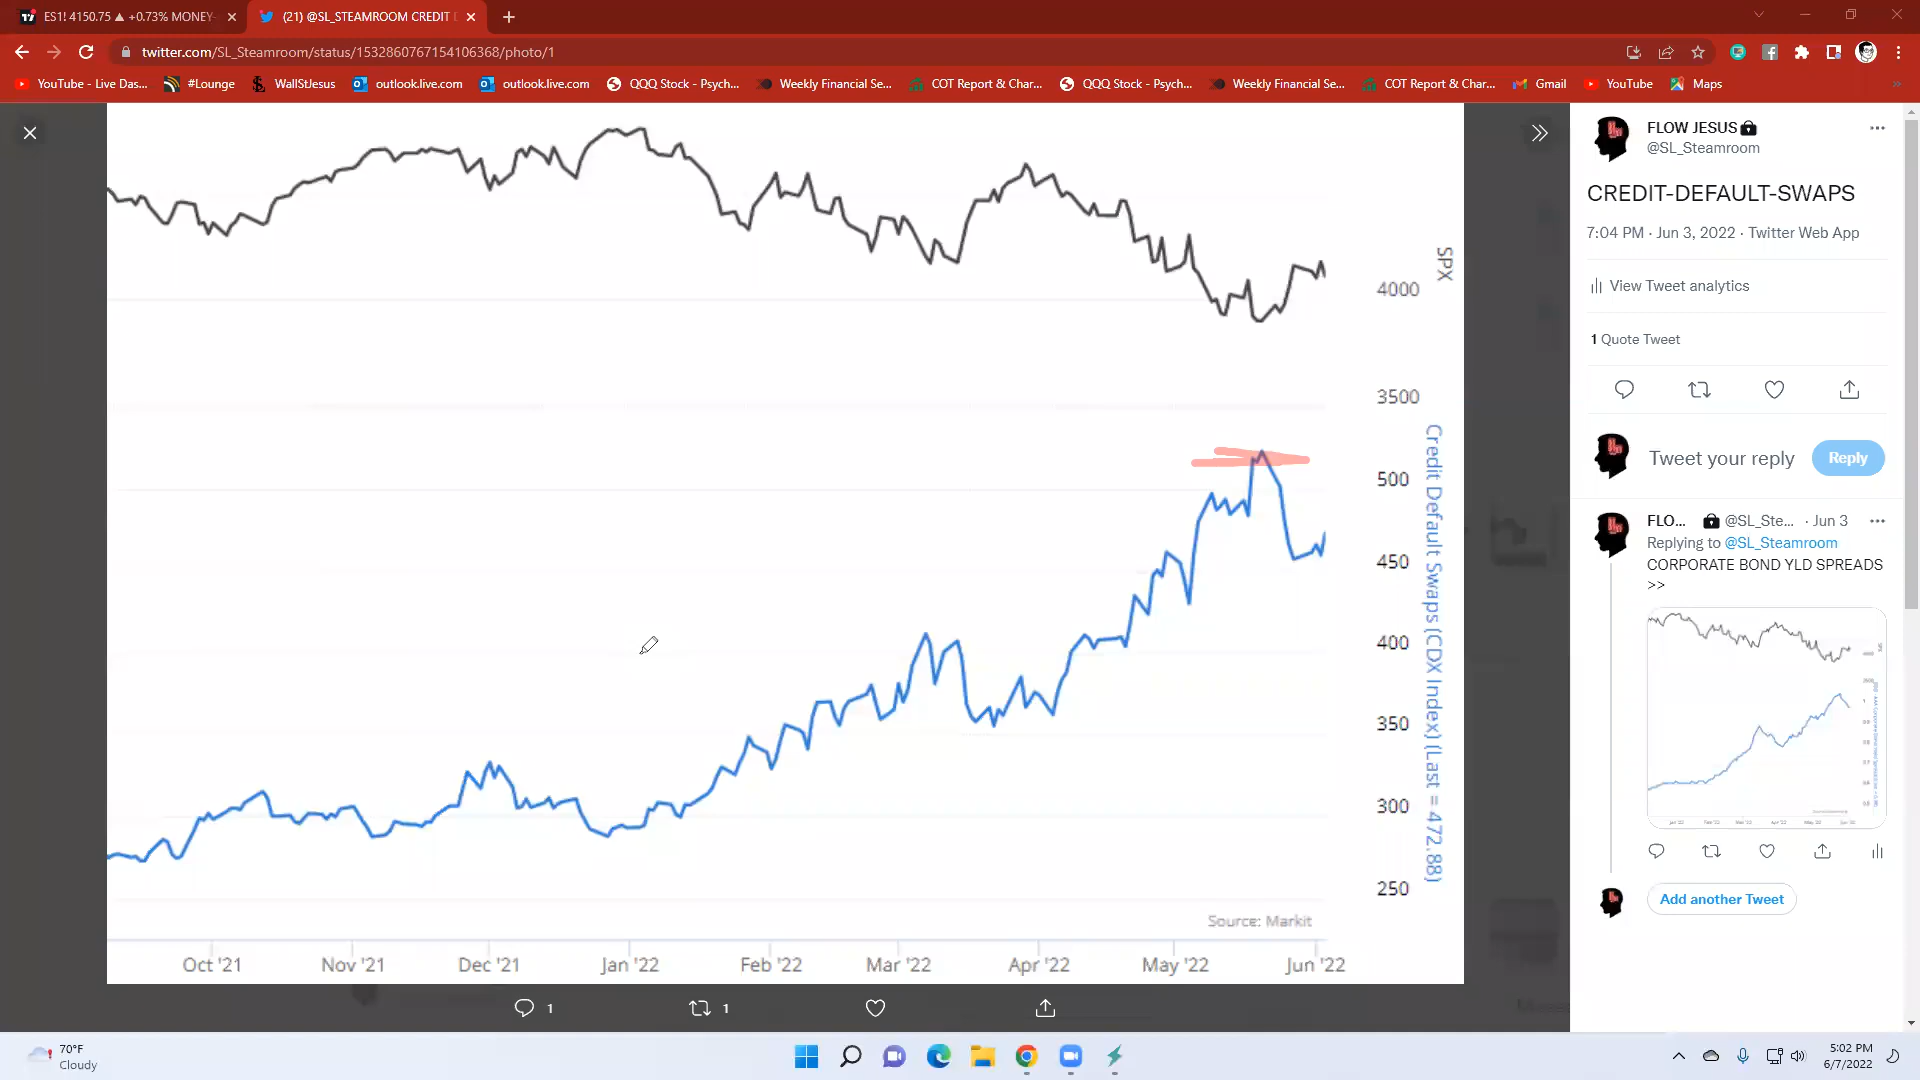 ES1! 4150.75 ▲ +0.73% MONEY-
(21) @SL_STEAMROOM CREDIT
twitter.com/SL_Steamroom/status/1532860767154106368/photo/1
YouTube - Live Das...
#Lounge
WallStJesus
outlook.live.com
outlook.live.com
QQQ Stock - Psych...
Weekly Financial Se...
COT Report & Char...
QQQ Stock - Psych...
Weekly Financial Se...
COT Report & Char...
Gmail
YouTube
Maps
SPX
4000
3500
500
450
400
350
300
250
Credit Default Swaps (CDX Index) (Last = 472.88)
Source: Markit
Oct '21
Nov '21
Dec '21
Jan '22
Feb '22
Mar '22
Apr '22
May '22
Jun '22
1
1
FLOW JESUS
@SL_Steamroom
CREDIT-DEFAULT-SWAPS
7:04 PM · Jun 3, 2022 · Twitter Web App
View Tweet analytics
1 Quote Tweet
Tweet your reply
Reply
FLO... @SL_Ste... · Jun 3
Replying to @SL_Steamroom
CORPORATE BOND YLD SPREADS
>>
Add another Tweet
70°F
Cloudy
5:02 PM
6/7/2022